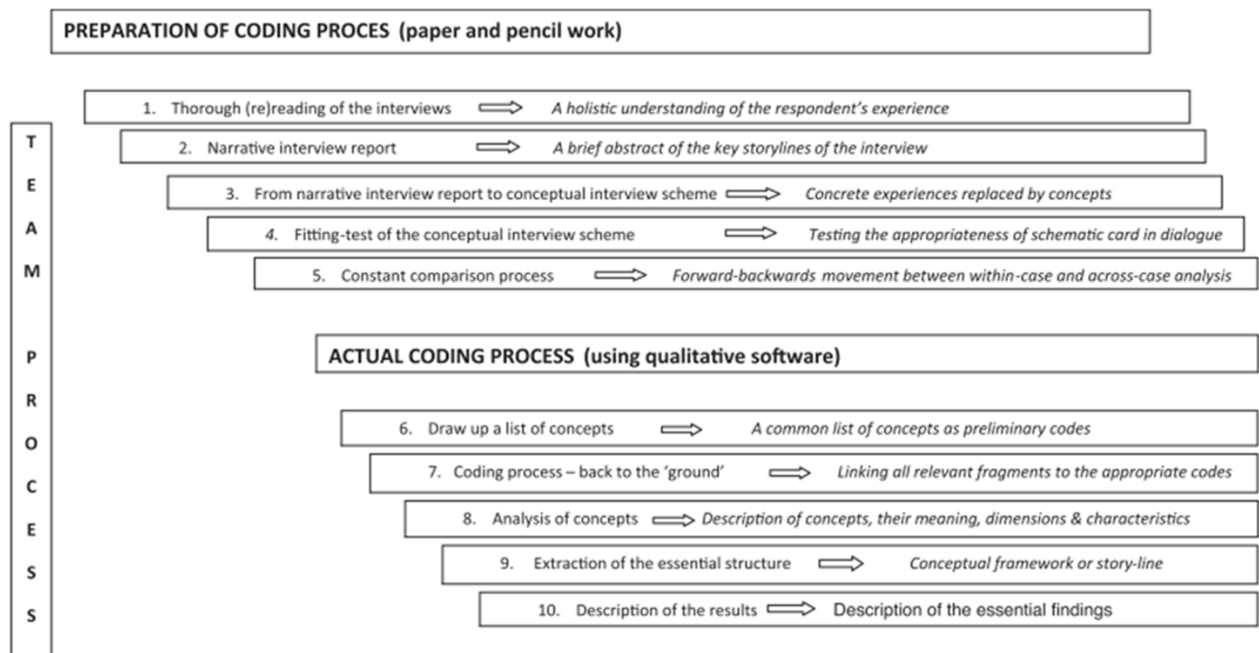 PREPARATION OF CODING PROCES (paper and pencil work)
1. Thorough (re)reading of the interviews ⇒ A holistic understanding of the respondent's experience
2. Narrative interview report ⇒ A brief abstract of the key storylines of the interview
3. From narrative interview report to conceptual interview scheme ⇒ Concrete experiences replaced by concepts
4. Fitting-test of the conceptual interview scheme ⇒ Testing the appropriateness of schematic card in dialogue
5. Constant comparison process ⇒ Forward-backwards movement between within-case and across-case analysis
ACTUAL CODING PROCESS (using qualitative software)
6. Draw up a list of concepts ⇒ A common list of concepts as preliminary codes
7. Coding process – back to the 'ground' ⇒ Linking all relevant fragments to the appropriate codes
8. Analysis of concepts ⇒ Description of concepts, their meaning, dimensions & characteristics
9. Extraction of the essential structure ⇒ Conceptual framework or story-line
10. Description of the results ⇒ Description of the essential findings
TEAM PROCESS